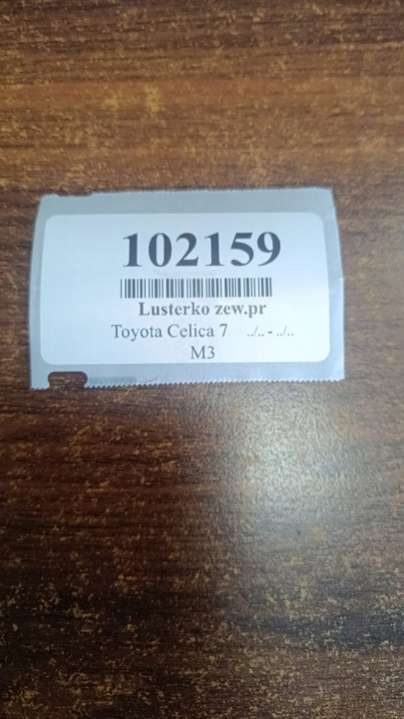 102159
Lusterko zew.pr
Toyota Celica 7 ../.. - ../..
M3